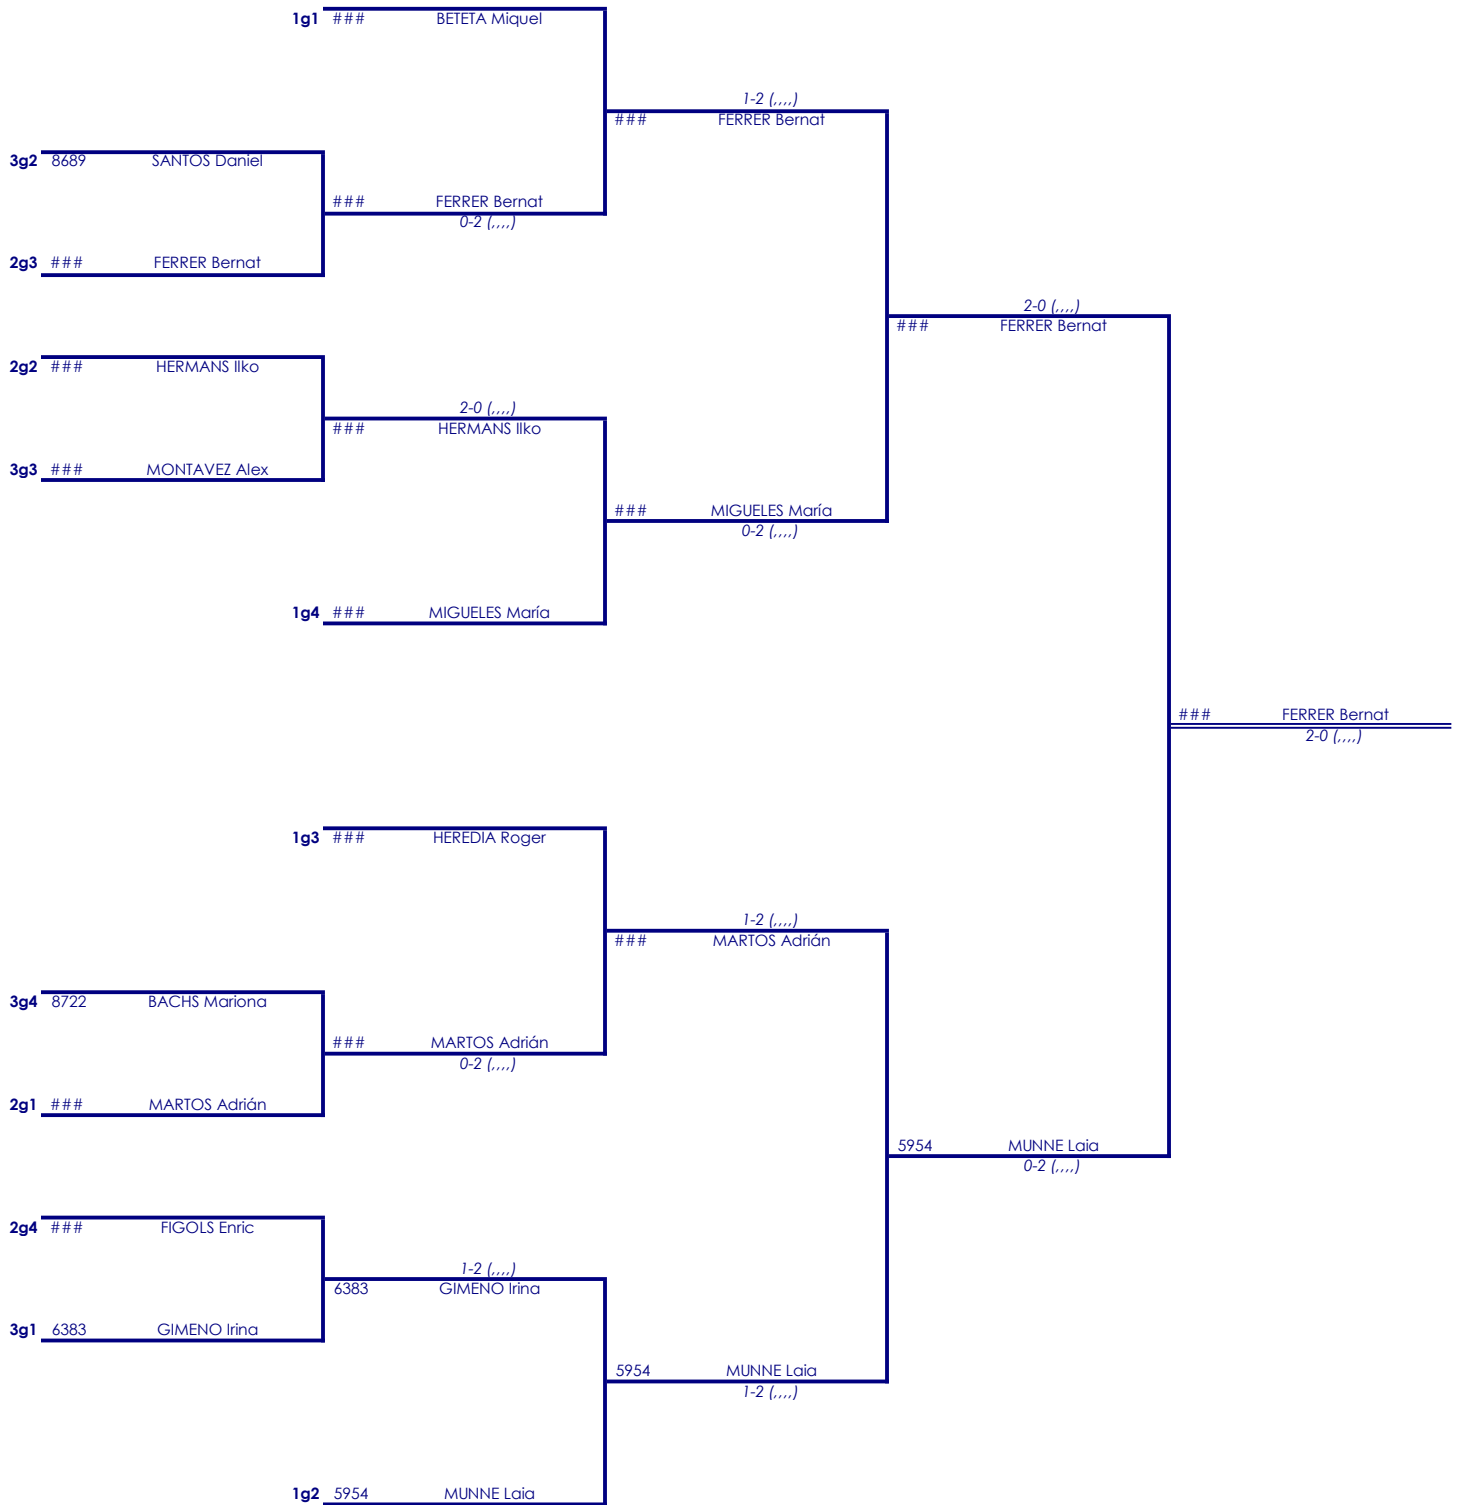 1g1 ### BETETA Miquel
1-2 (,,,,)
### FERRER Bernat
3g2 8689 SANTOS Daniel
### FERRER Bernat
0-2 (,,,,)
2g3 ### FERRER Bernat
2-0 (,,,,)
### FERRER Bernat
2g2 ### HERMANS Ilko
2-0 (,,,,)
### HERMANS Ilko
3g3 ### MONTAVEZ Alex
### MIGUELES María
0-2 (,,,,)
1g4 ### MIGUELES María
### FERRER Bernat
2-0 (,,,,)
1g3 ### HEREDIA Roger
1-2 (,,,,)
### MARTOS Adrián
3g4 8722 BACHS Mariona
### MARTOS Adrián
0-2 (,,,,)
2g1 ### MARTOS Adrián
5954 MUNNE Laia
0-2 (,,,,)
2g4 ### FIGOLS Enric
1-2 (,,,,)
6383 GIMENO Irina
3g1 6383 GIMENO Irina
5954 MUNNE Laia
1-2 (,,,,)
1g2 5954 MUNNE Laia